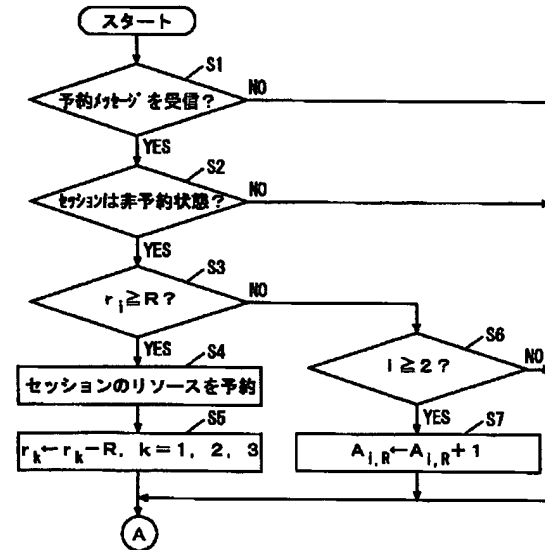 スタート
S1
予約メッセージを受信?
NO
YES
S2
セッションは非予約状態?
NO
YES
S3
r_i≧R?
NO
YES
S4
セッションのリソースを予約
S5
r_k←r_k−R, k=1, 2, 3
S6
i≧2?
NO
YES
S7
A_{i,R}←A_{i,R}+1
A